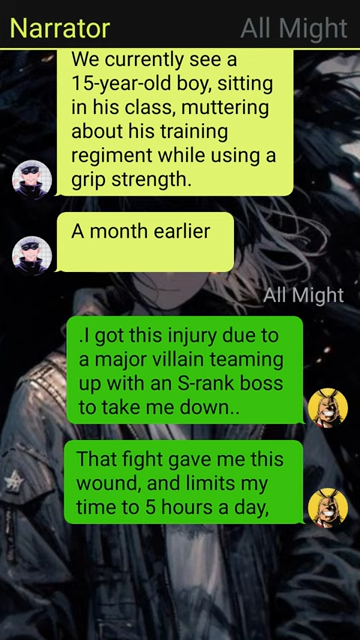 Narrator
All Might
We currently see a
15-year-old boy, sitting
in his class, muttering
about his training
regiment while using a
grip strength.
A month earlier
All Might
.I got this injury due to
a major villain teaming
up with an S-rank boss
to take me down..
That fight gave me this
wound, and limits my
time to 5 hours a day,